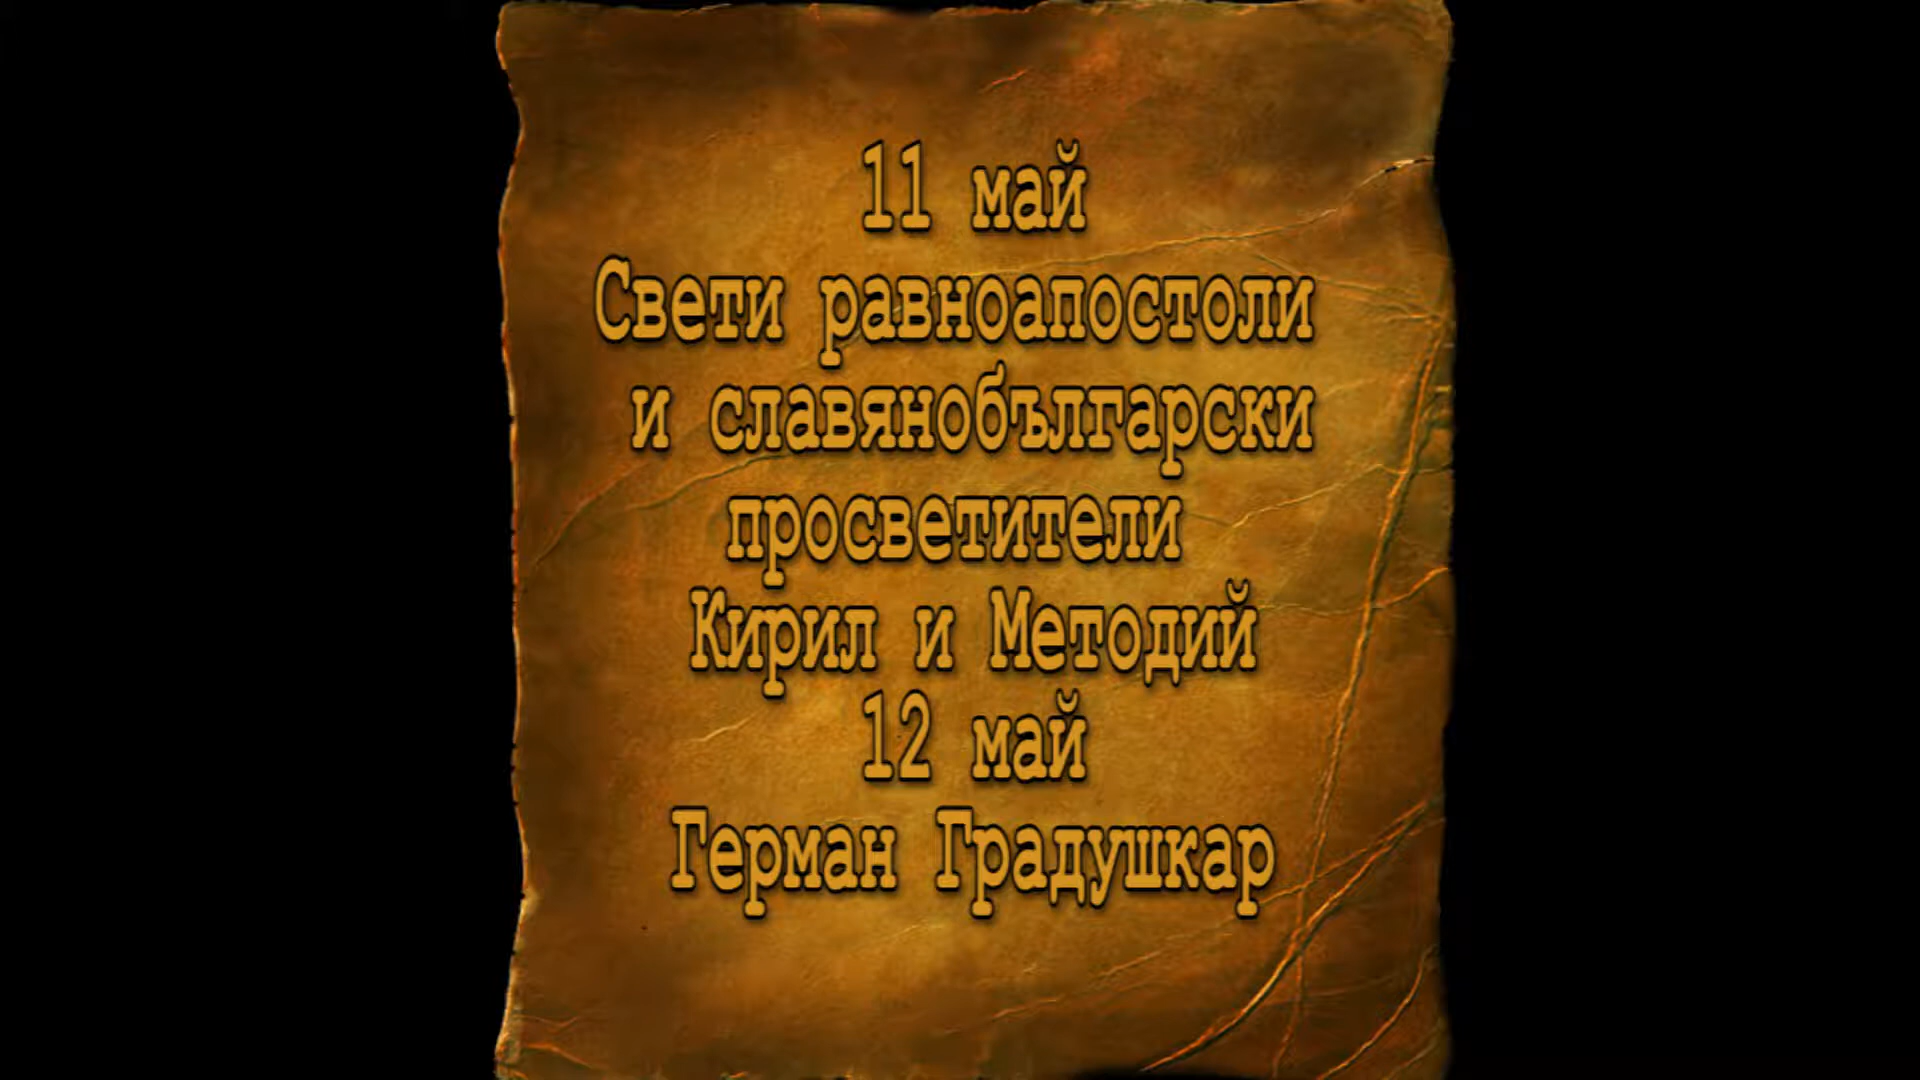 11 май
Свети равноапостоли
и славянобългарски
просветители
Кирил и Методий
12 май
Герман Градушкар